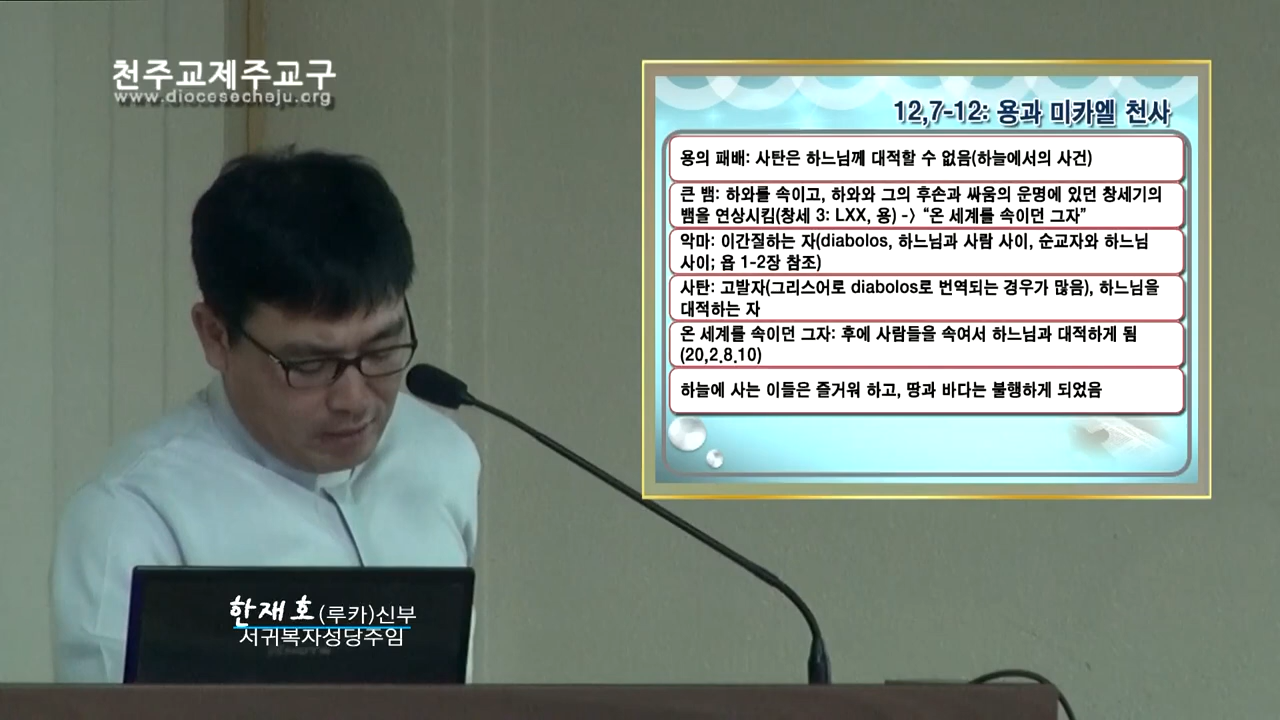 천주교제주교구
www.diocesecheju.org
12,7-12: 용과 미카엘 천사
용의 패배: 사탄은 하느님께 대적할 수 없음(하늘에서의 사건)
큰 뱀: 하와를 속이고, 하와와 그의 후손과 싸움의 운명에 있던 창세기의
뱀을 연상시킴(창세 3: LXX, 용) -> “온 세계를 속이던 그자”
악마: 이간질하는 자(diabolos, 하느님과 사람 사이, 순교자와 하느님
사이; 욥 1-2장 참조)
사탄: 고발자(그리스어로 diabolos로 번역되는 경우가 많음), 하느님을
대적하는 자
온 세계를 속이던 그자: 후에 사람들을 속여서 하느님과 대적하게 됨
(20,2.8.10)
하늘에 사는 이들은 즐거워 하고, 땅과 바다는 불행하게 되었음
한재호(루카)신부
서귀복자성당주임